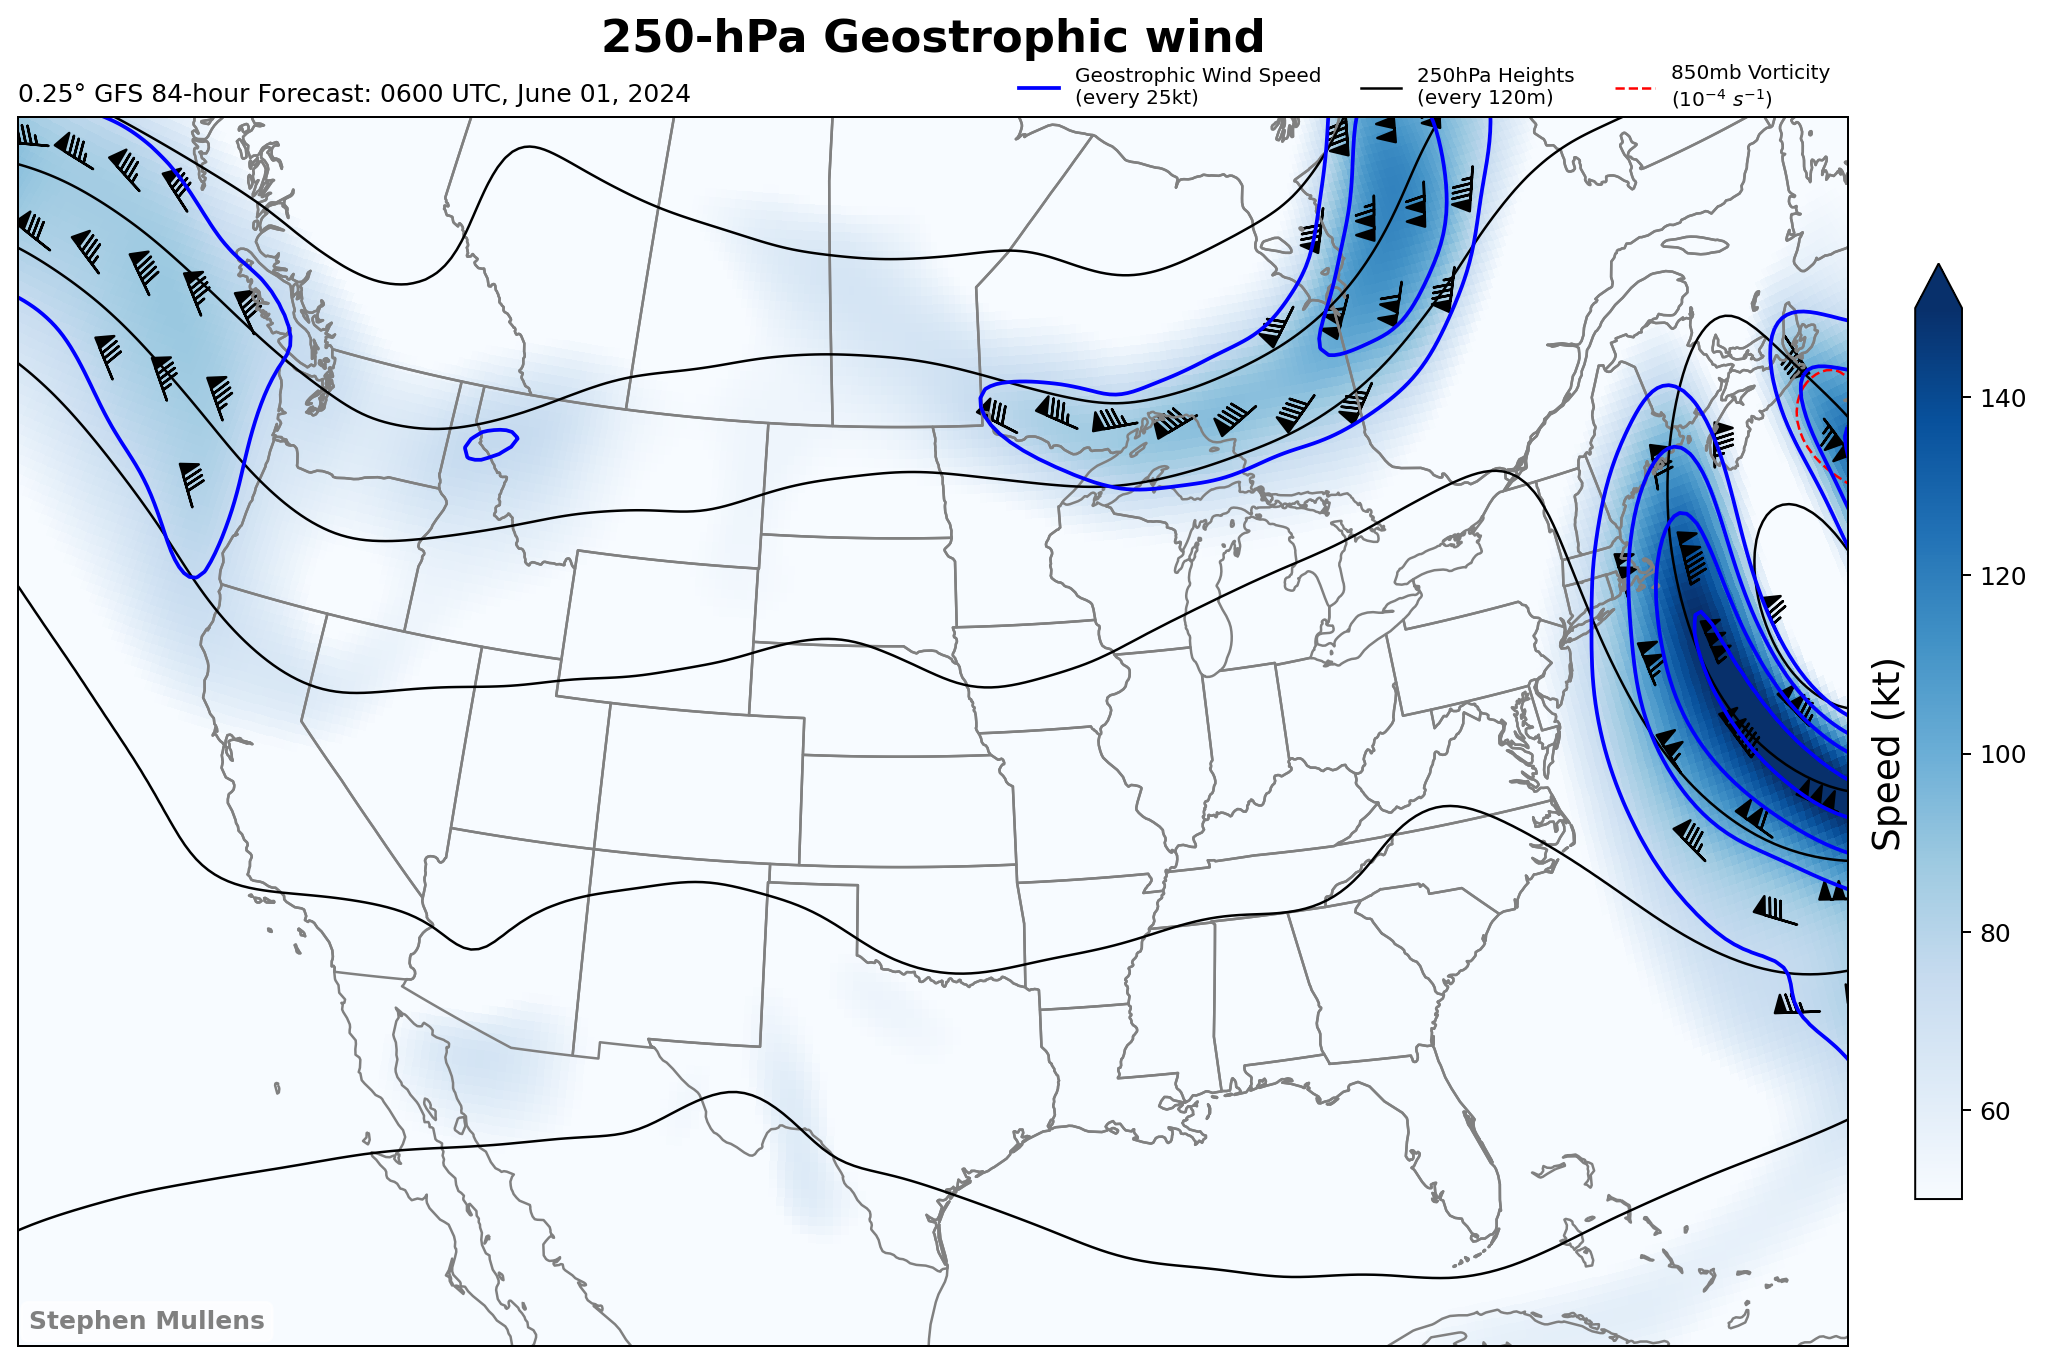 250-hPa Geostrophic wind
0.25° GFS 84-hour Forecast: 0600 UTC, June 01, 2024
Geostrophic Wind Speed
(every 25kt)
250hPa Heights
(every 120m)
850mb Vorticity
(10⁻⁴ s⁻¹)
140
120
100
80
60
Speed (kt)
Stephen Mullens